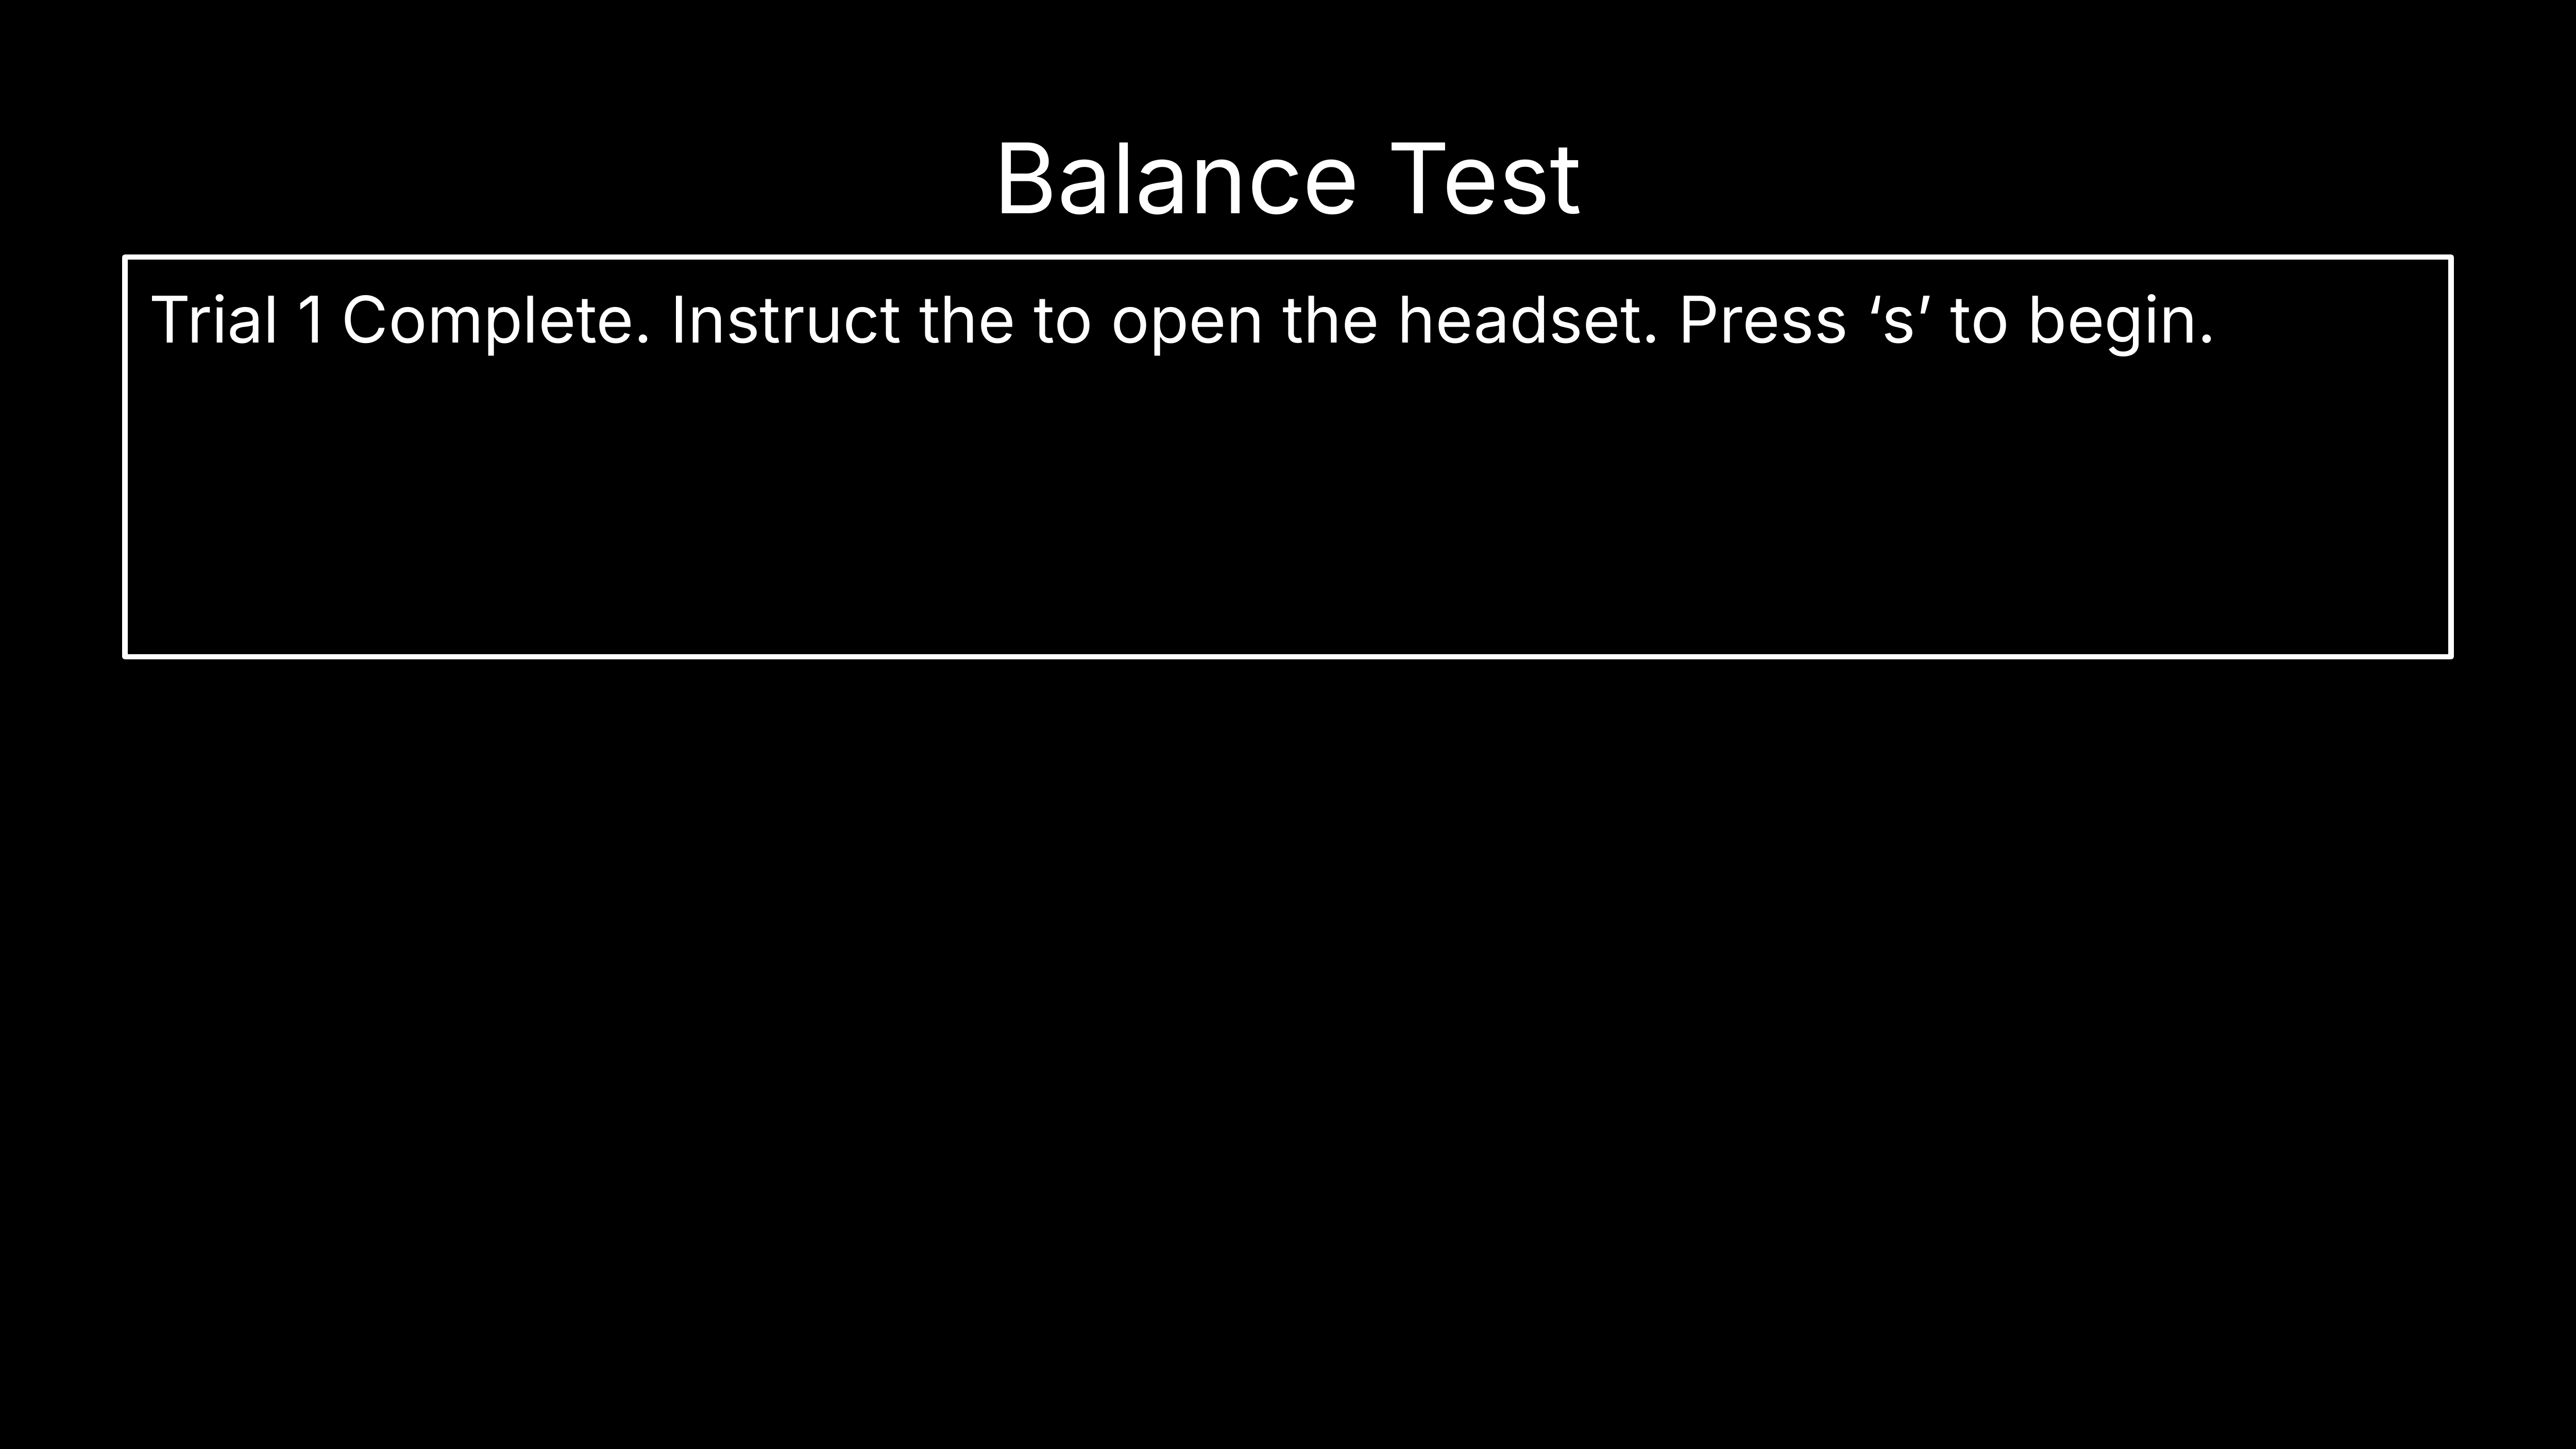 Balance Test
Trial 1 Complete. Instruct the to open the headset. Press ‘s’ to begin.